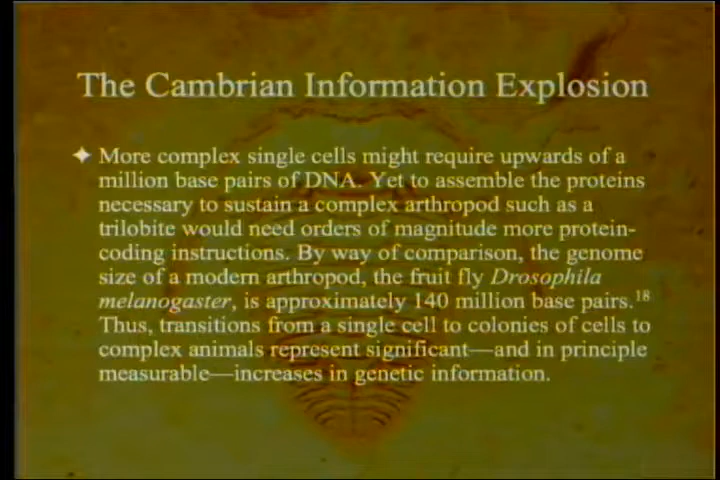 The Cambrian Information Explosion
✦ More complex single cells might require upwards of a
million base pairs of DNA. Yet to assemble the proteins
necessary to sustain a complex arthropod such as a
trilobite would need orders of magnitude more protein-
coding instructions. By way of comparison, the genome
size of a modern arthropod, the fruit fly Drosophila
melanogaster, is approximately 140 million base pairs.18
Thus, transitions from a single cell to colonies of cells to
complex animals represent significant—and in principle
measurable—increases in genetic information.